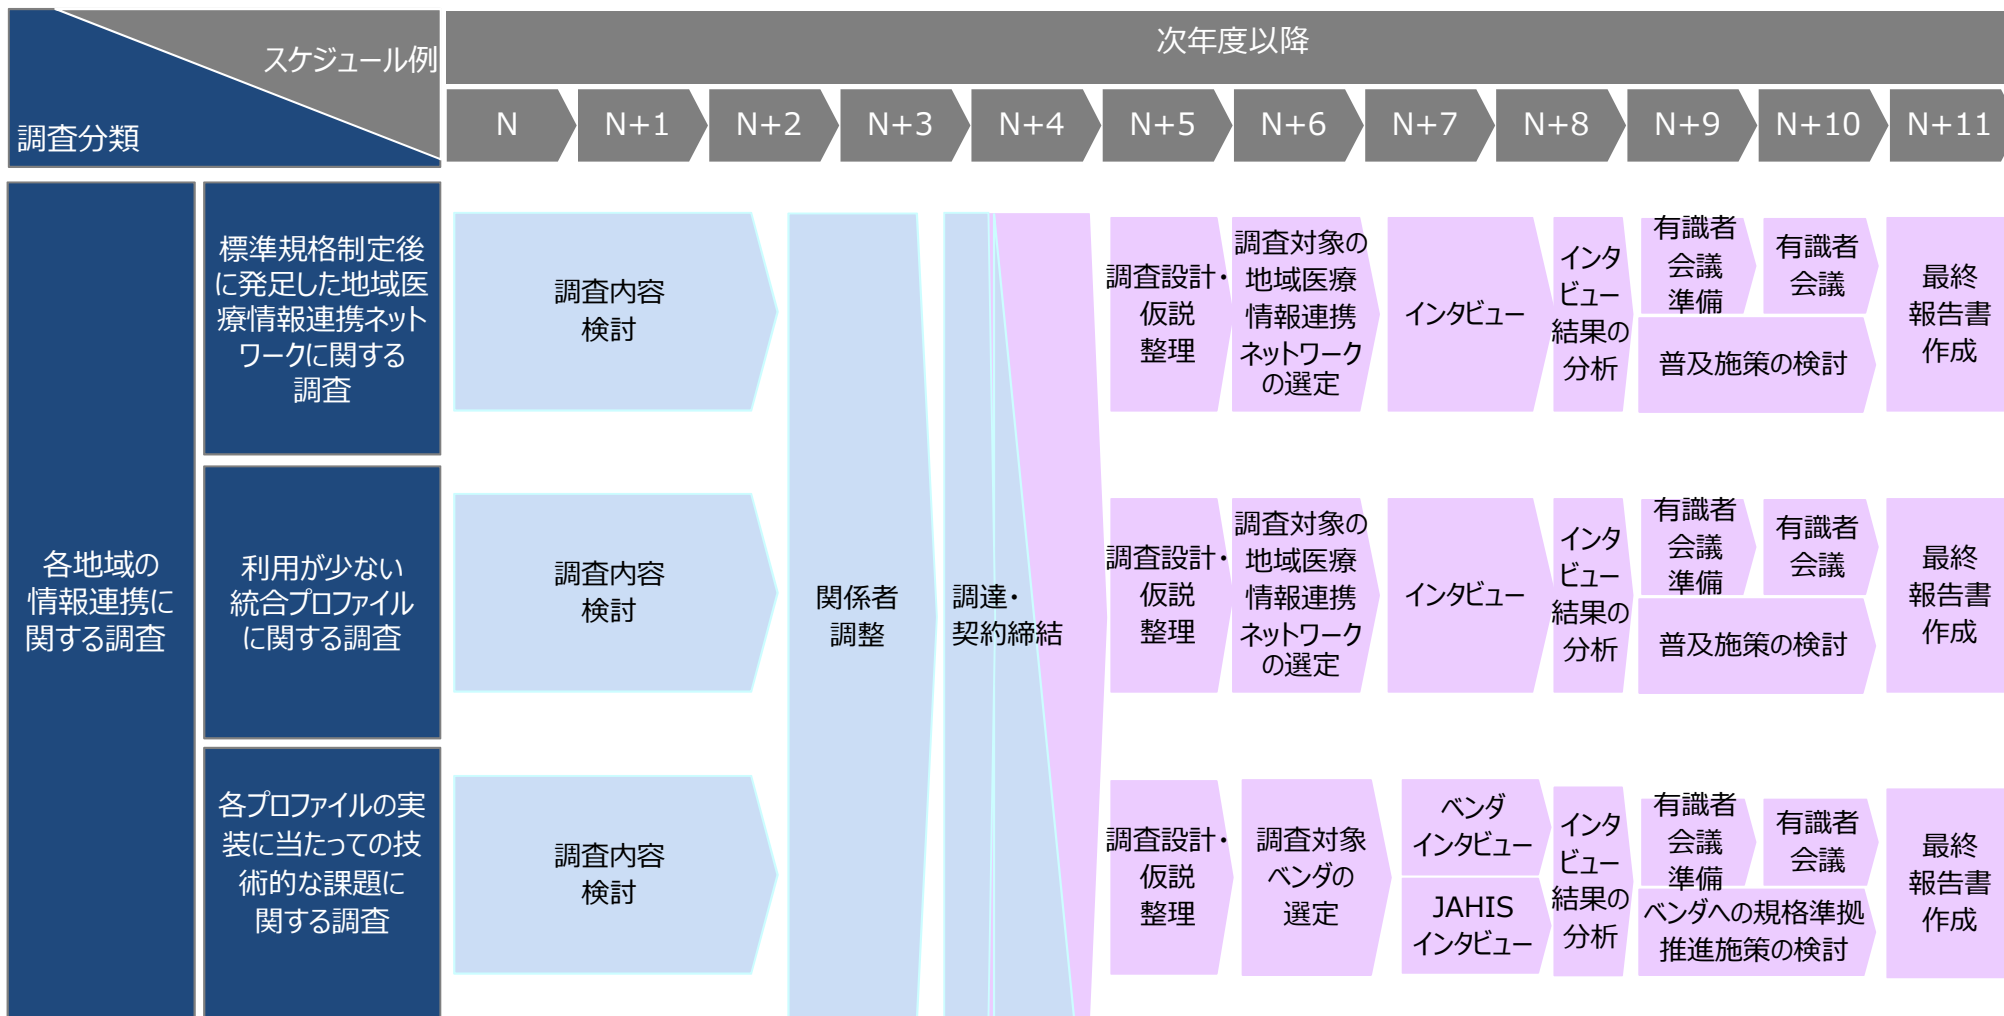 スケジュール例
調査分類
次年度以降
N
N+1
N+2
N+3
N+4
N+5
N+6
N+7
N+8
N+9
N+10
N+11
各地域の
情報連携に
関する調査
標準規格制定後
に発足した地域医
療情報連携ネット
ワークに関する
調査
調査内容
検討
調査設計・
仮説
整理
調査対象の
地域医療
情報連携
ネットワーク
の選定
インタビュー
インタ
ビュー
結果の
分析
有識者
会議
準備
有識者
会議
普及施策の検討
最終
報告書
作成
利用が少ない
統合プロファイル
に関する調査
調査内容
検討
関係者
調整
調達・
契約締結
調査設計・
仮説
整理
調査対象の
地域医療
情報連携
ネットワーク
の選定
インタビュー
インタ
ビュー
結果の
分析
有識者
会議
準備
有識者
会議
普及施策の検討
最終
報告書
作成
各プロファイルの実
装に当たっての技
術的な課題に
関する調査
調査内容
検討
調査設計・
仮説
整理
調査対象
ベンダの
選定
ベンダ
インタビュー
JAHIS
インタビュー
インタ
ビュー
結果の
分析
有識者
会議
準備
有識者
会議
ベンダへの規格準拠
推進施策の検討
最終
報告書
作成